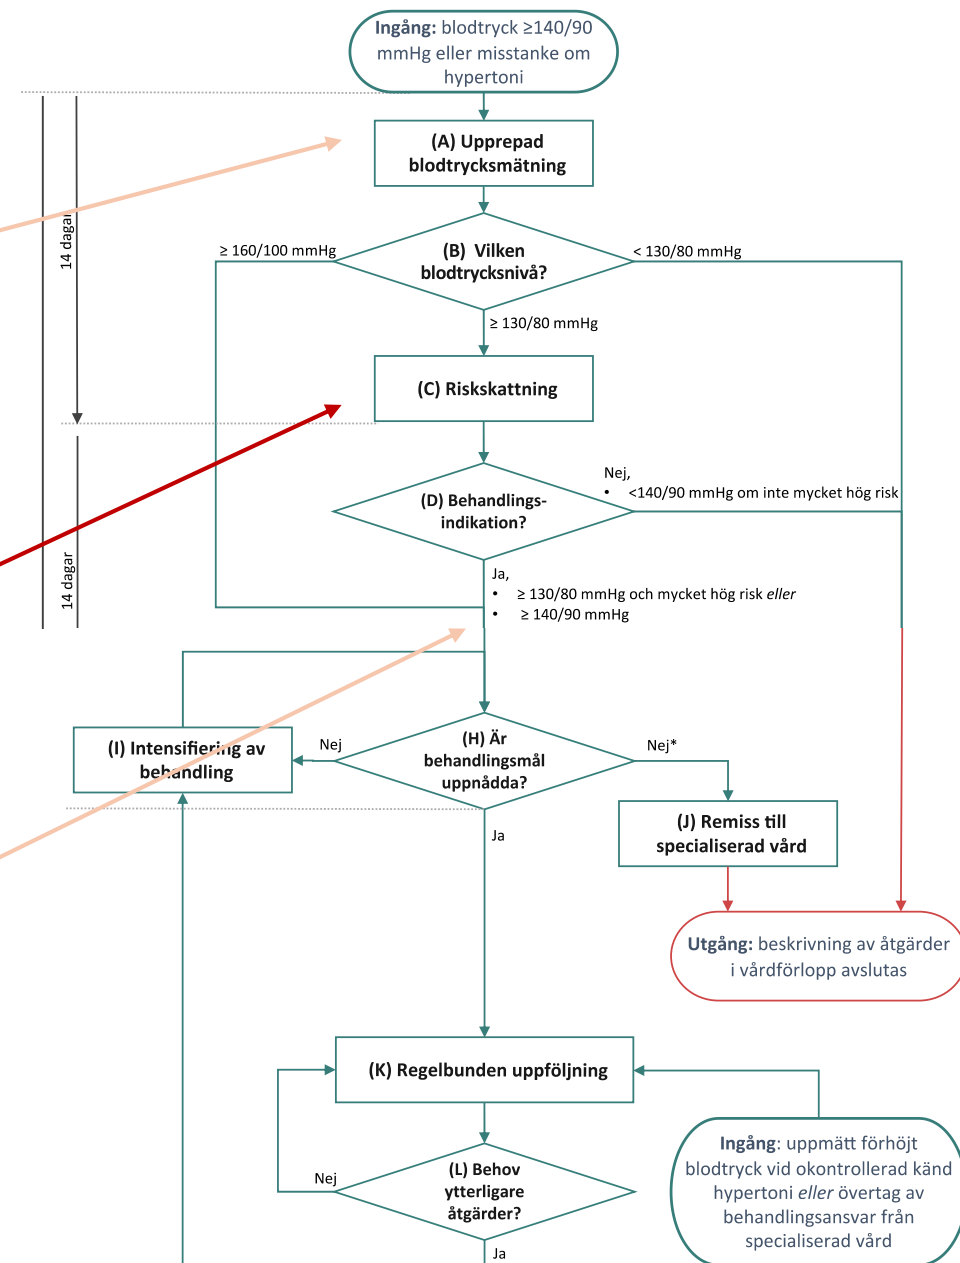 Ingång: blodtryck ≥140/90
mmHg eller misstanke om
hypertoni
(A) Upprepad
blodtrycksmätning
14 dagar
≥ 160/100 mmHg
(B) Vilken
blodtrycksnivå?
< 130/80 mmHg
≥ 130/80 mmHg
(C) Riskskattning
Nej,
• <140/90 mmHg om inte mycket hög risk
(D) Behandlings-
indikation?
14 dagar
Ja,
• ≥ 130/80 mmHg och mycket hög risk eller
• ≥ 140/90 mmHg
(I) Intensifiering av
behandling
Nej
(H) Är
behandlingsmål
uppnådda?
Nej*
(J) Remiss till
specialiserad vård
Ja
Utgång: beskrivning av åtgärder
i vårdförlopp avslutas
(K) Regelbunden uppföljning
Nej
(L) Behov
ytterligare
åtgärder?
Ja
Ingång: uppmätt förhöjt
blodtryck vid okontrollerad känd
hypertoni eller övertag av
behandlingsansvar från
specialiserad vård